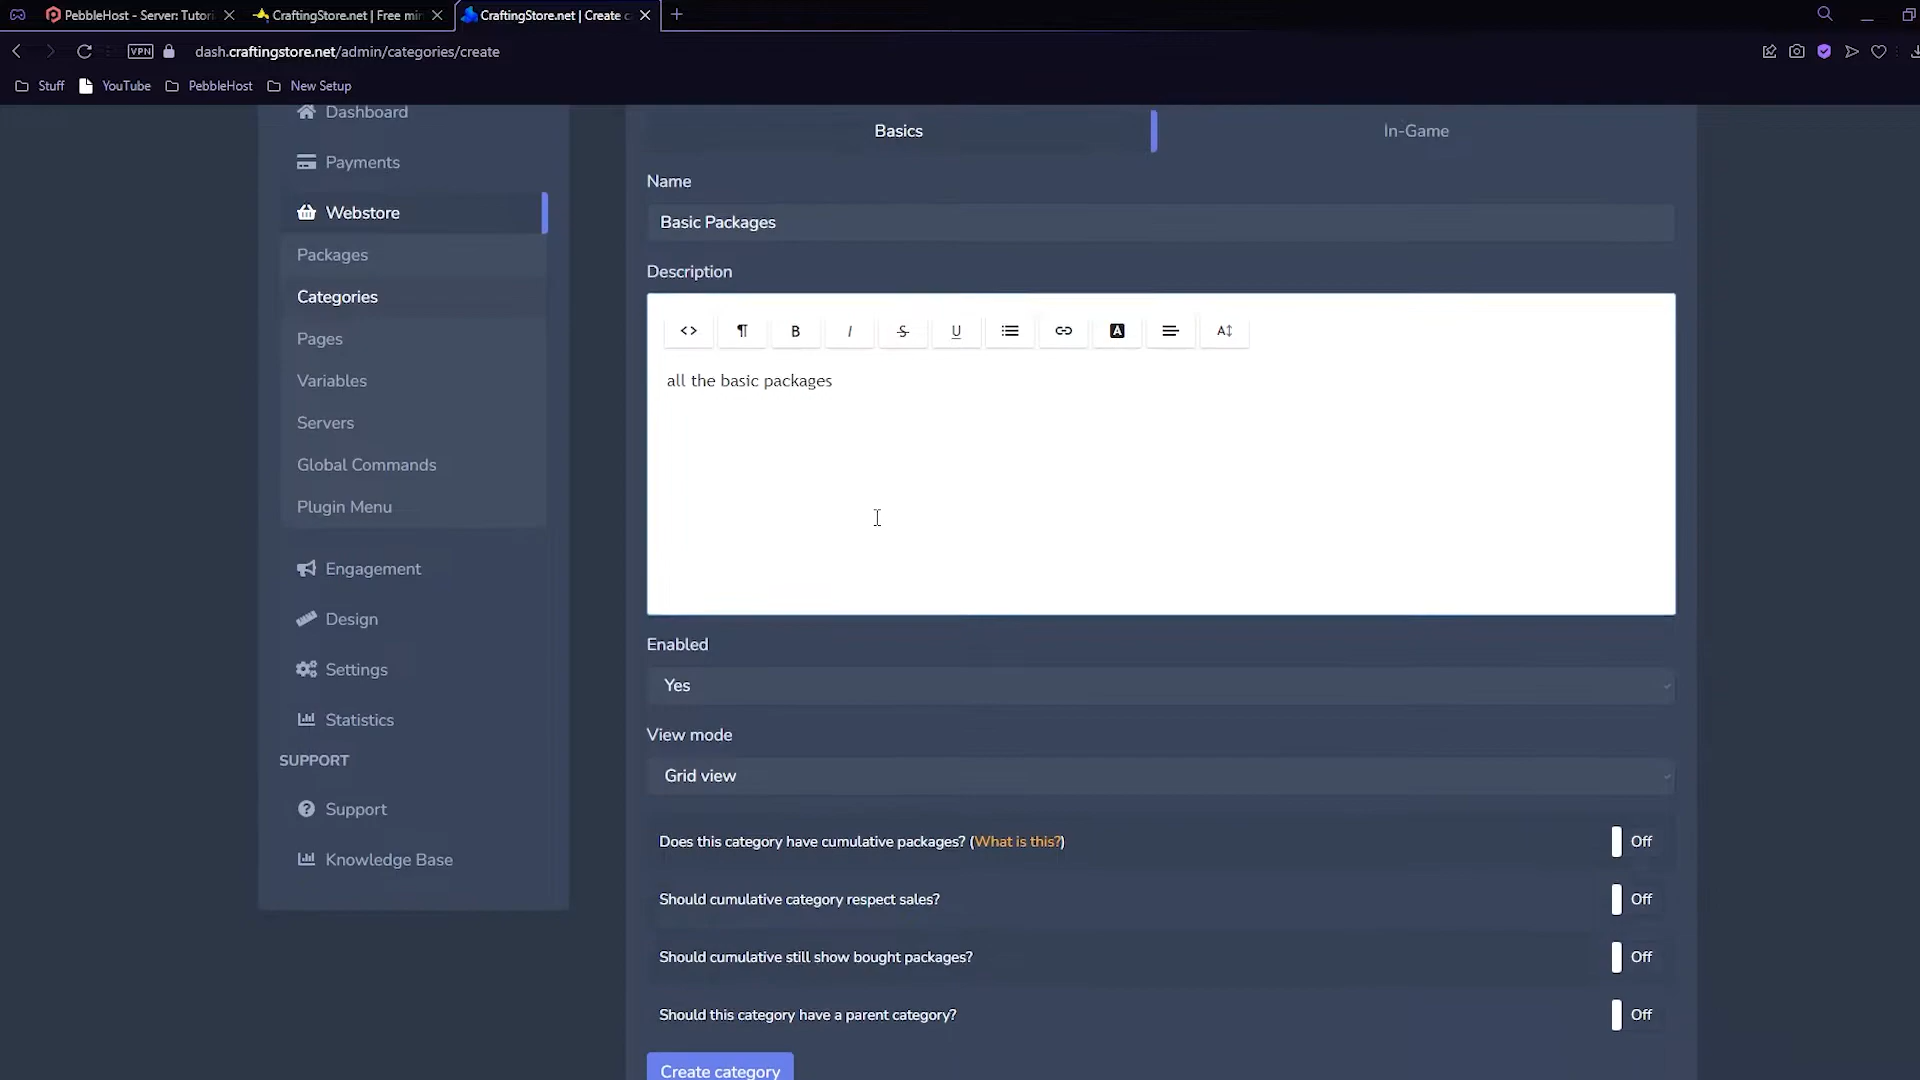 PebbleHost - Server: Tutori
CraftingStore.net | Free min
CraftingStore.net | Create c
VPN
dash.craftingstore.net/admin/categories/create
Stuff
YouTube
PebbleHost
New Setup
Dashboard
Payments
Webstore
Packages
Categories
Pages
Variables
Servers
Global Commands
Plugin Menu
Engagement
Design
Settings
Statistics
SUPPORT
Support
Knowledge Base
Basics
In-Game
Name
Basic Packages
Description
all the basic packages
Enabled
Yes
View mode
Grid view
Does this category have cumulative packages? (What is this?)
Off
Should cumulative category respect sales?
Off
Should cumulative still show bought packages?
Off
Should this category have a parent category?
Off
Create category